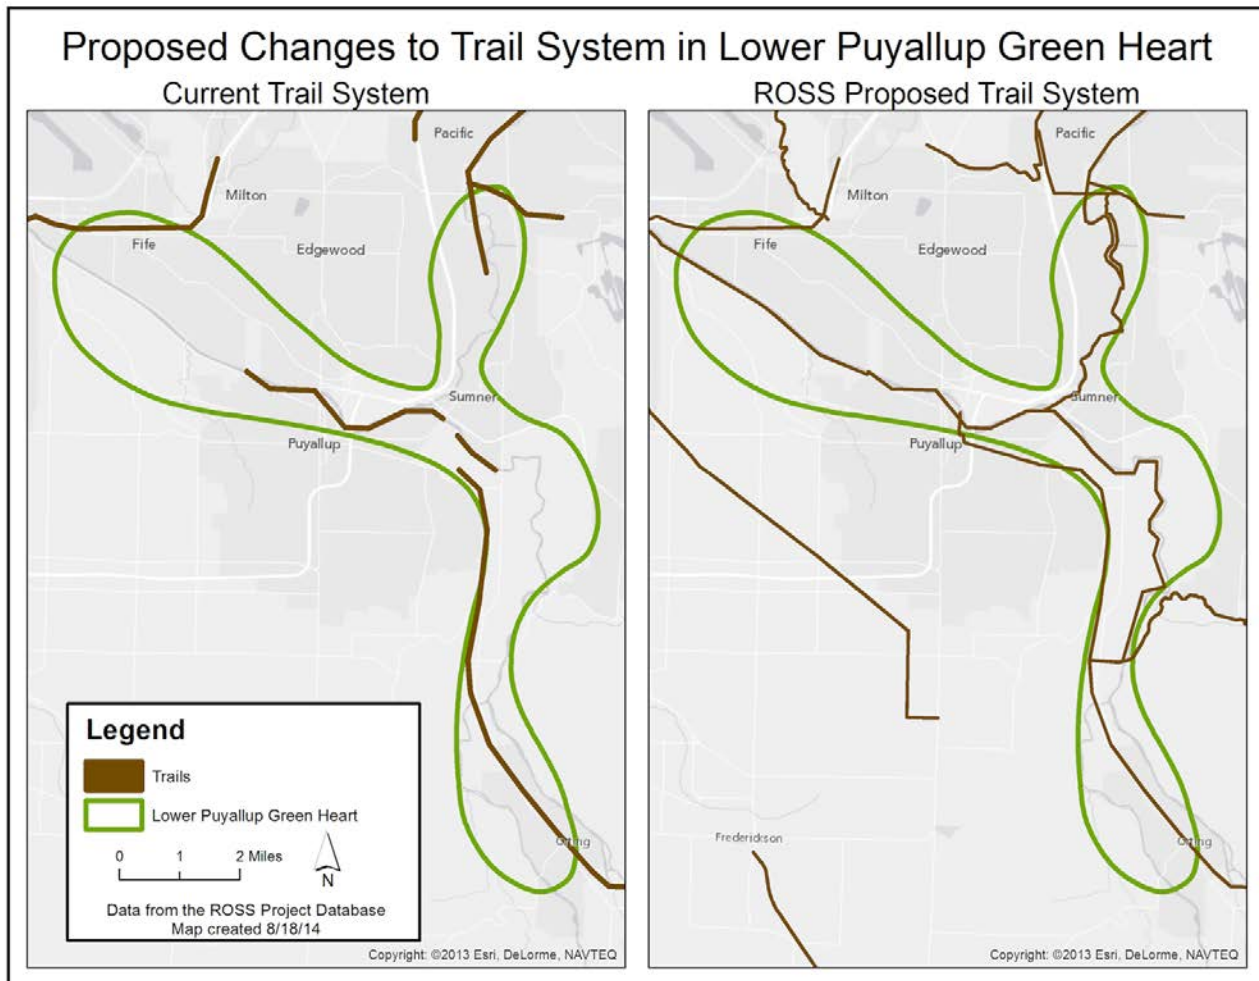 Proposed Changes to Trail System in Lower Puyallup Green Heart
Current Trail System
Pacific
Milton
Fife
Edgewood
Sumner
Puyallup
Orting
Legend
Trails
Lower Puyallup Green Heart
0 1 2 Miles
N
Data from the ROSS Project Database
Map created 8/18/14
Copyright: ©2013 Esri, DeLorme, NAVTEQ
ROSS Proposed Trail System
Pacific
Milton
Fife
Edgewood
Sumner
Puyallup
Frederickson
Orting
Copyright: ©2013 Esri, DeLorme, NAVTEQ